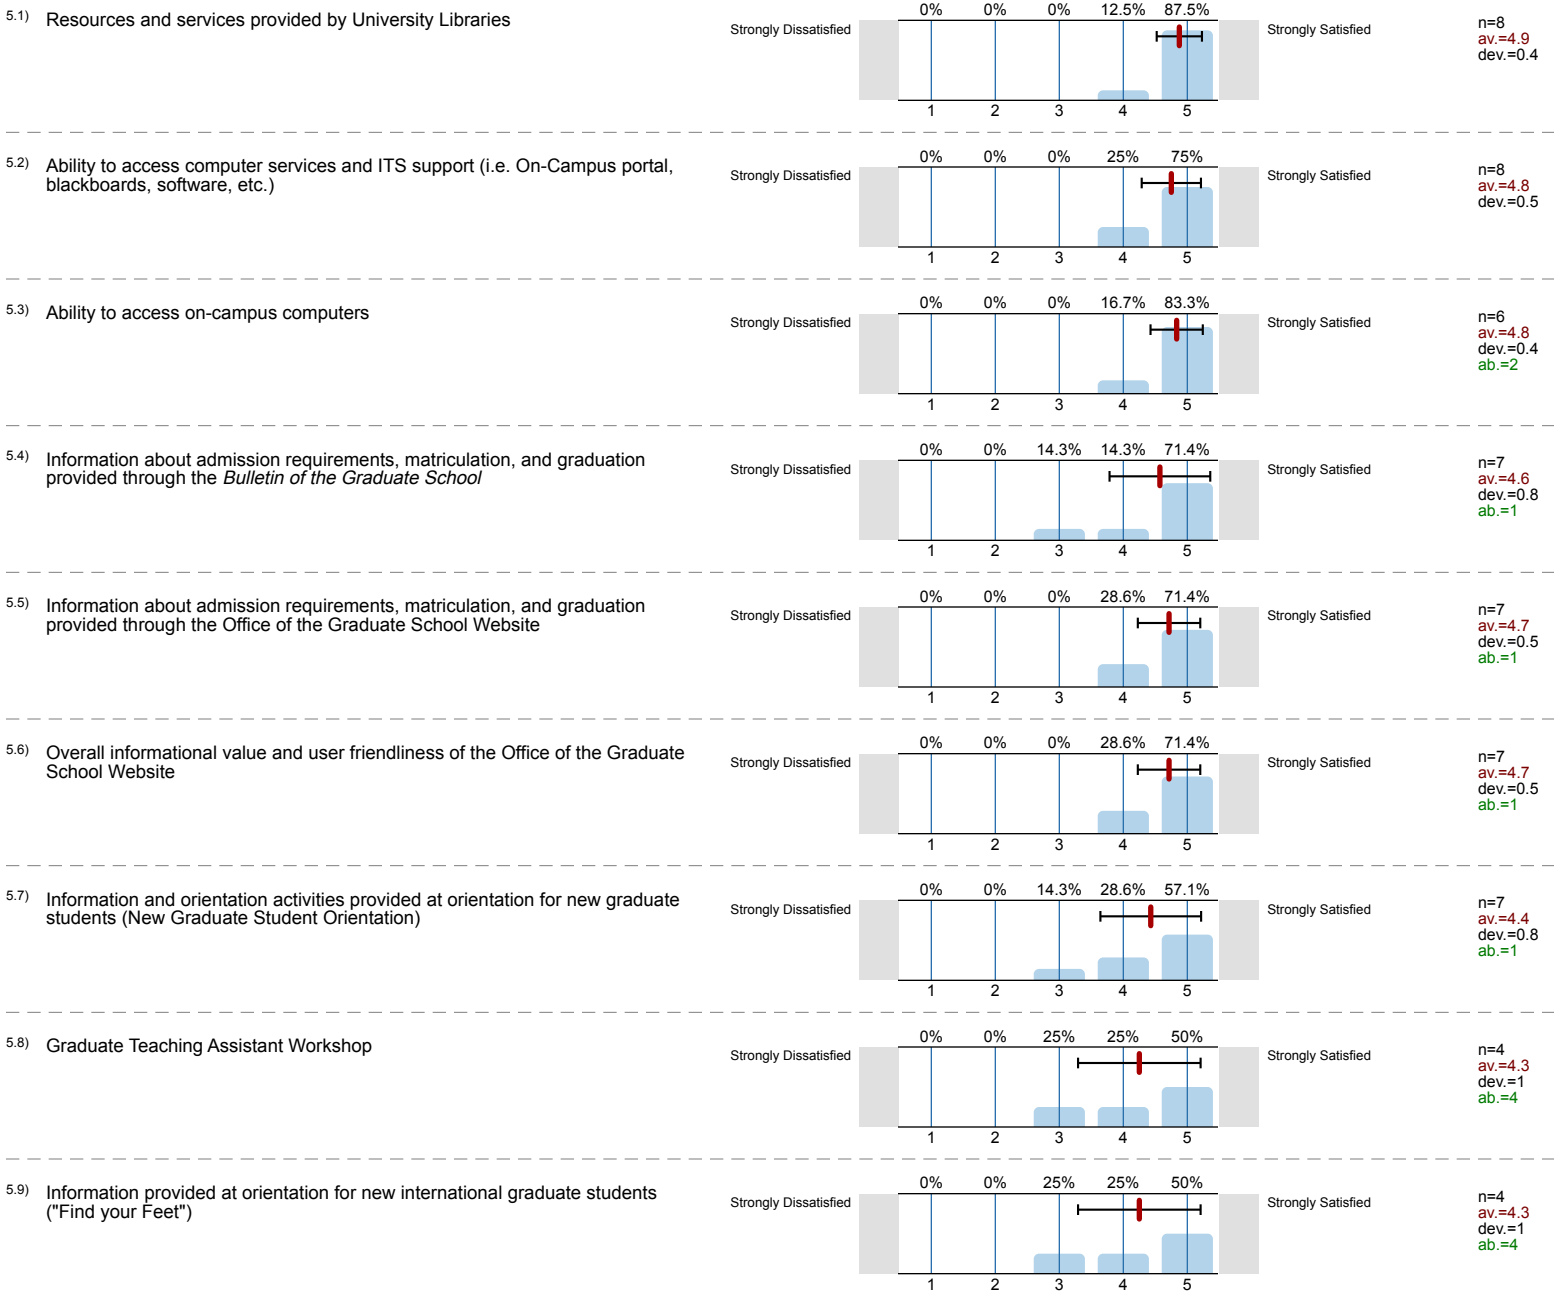 5.1) Resources and services provided by University Libraries
Strongly Dissatisfied
0% 0% 0% 12.5% 87.5%
1 2 3 4 5
Strongly Satisfied
n=8
av.=4.9
dev.=0.4
5.2) Ability to access computer services and ITS support (i.e. On-Campus portal,
blackboards, software, etc.)
Strongly Dissatisfied
0% 0% 0% 25% 75%
1 2 3 4 5
Strongly Satisfied
n=8
av.=4.8
dev.=0.5
5.3) Ability to access on-campus computers
Strongly Dissatisfied
0% 0% 0% 16.7% 83.3%
1 2 3 4 5
Strongly Satisfied
n=6
av.=4.8
dev.=0.4
ab.=2
5.4) Information about admission requirements, matriculation, and graduation
provided through the Bulletin of the Graduate School
Strongly Dissatisfied
0% 0% 14.3% 14.3% 71.4%
1 2 3 4 5
Strongly Satisfied
n=7
av.=4.6
dev.=0.8
ab.=1
5.5) Information about admission requirements, matriculation, and graduation
provided through the Office of the Graduate School Website
Strongly Dissatisfied
0% 0% 0% 28.6% 71.4%
1 2 3 4 5
Strongly Satisfied
n=7
av.=4.7
dev.=0.5
ab.=1
5.6) Overall informational value and user friendliness of the Office of the Graduate
School Website
Strongly Dissatisfied
0% 0% 0% 28.6% 71.4%
1 2 3 4 5
Strongly Satisfied
n=7
av.=4.7
dev.=0.5
ab.=1
5.7) Information and orientation activities provided at orientation for new graduate
students (New Graduate Student Orientation)
Strongly Dissatisfied
0% 0% 14.3% 28.6% 57.1%
1 2 3 4 5
Strongly Satisfied
n=7
av.=4.4
dev.=0.8
ab.=1
5.8) Graduate Teaching Assistant Workshop
Strongly Dissatisfied
0% 0% 25% 25% 50%
1 2 3 4 5
Strongly Satisfied
n=4
av.=4.3
dev.=1
ab.=4
5.9) Information provided at orientation for new international graduate students
("Find your Feet")
Strongly Dissatisfied
0% 0% 25% 25% 50%
1 2 3 4 5
Strongly Satisfied
n=4
av.=4.3
dev.=1
ab.=4